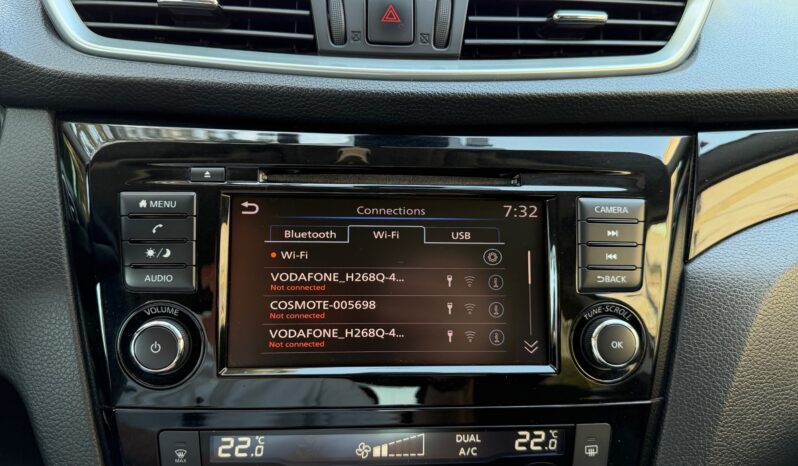 MENU
AUDIO
VOLUME
Connections
7:32
Bluetooth
Wi-Fi
USB
Wi-Fi
VODAFONE_H268Q-4...
Not connected
COSMOTE-005698
Not connected
VODAFONE_H268Q-4...
Not connected
CAMERA
BACK
TUNE·SCROLL
OK
MAX
22.0°C
DUAL
A/C
22.0°C